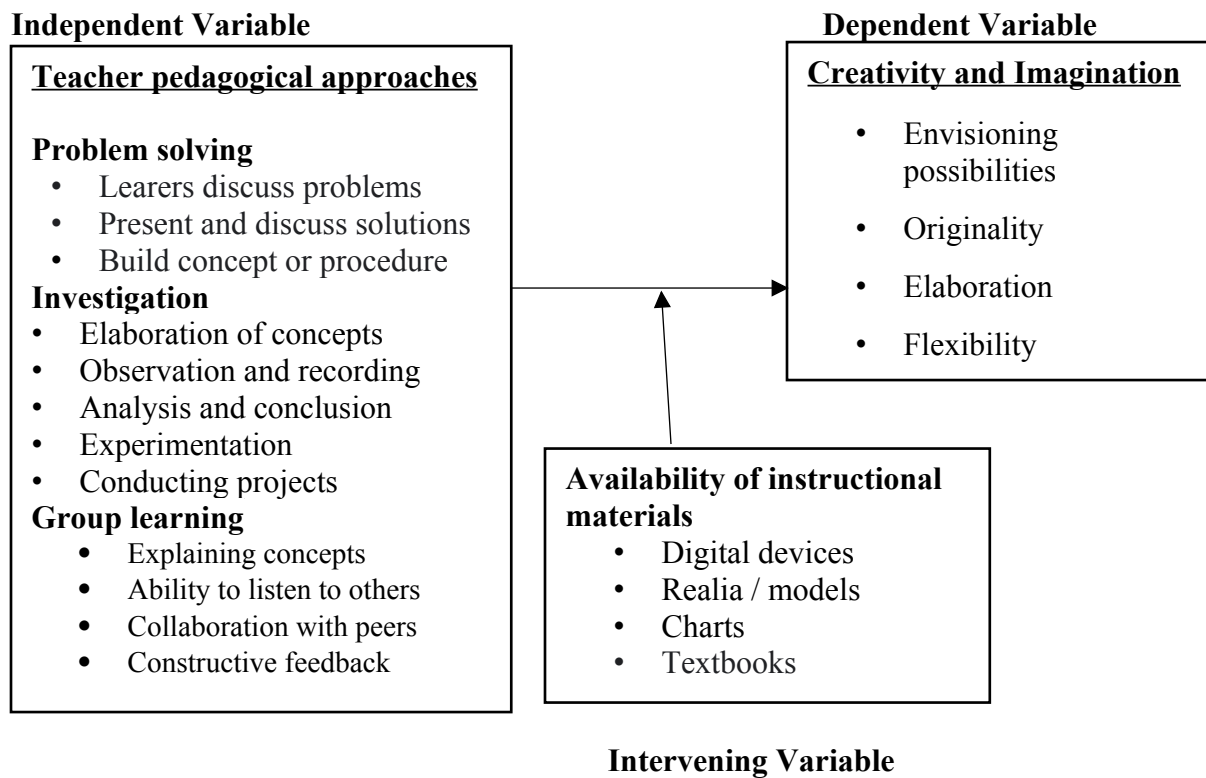 Independent Variable
Teacher pedagogical approaches
Problem solving
• Learers discuss problems
• Present and discuss solutions
• Build concept or procedure
Investigation
• Elaboration of concepts
• Observation and recording
• Analysis and conclusion
• Experimentation
• Conducting projects
Group learning
• Explaining concepts
• Ability to listen to others
• Collaboration with peers
• Constructive feedback
Dependent Variable
Creativity and Imagination
• Envisioning
possibilities
• Originality
• Elaboration
• Flexibility
Availability of instructional
materials
• Digital devices
• Realia / models
• Charts
• Textbooks
Intervening Variable